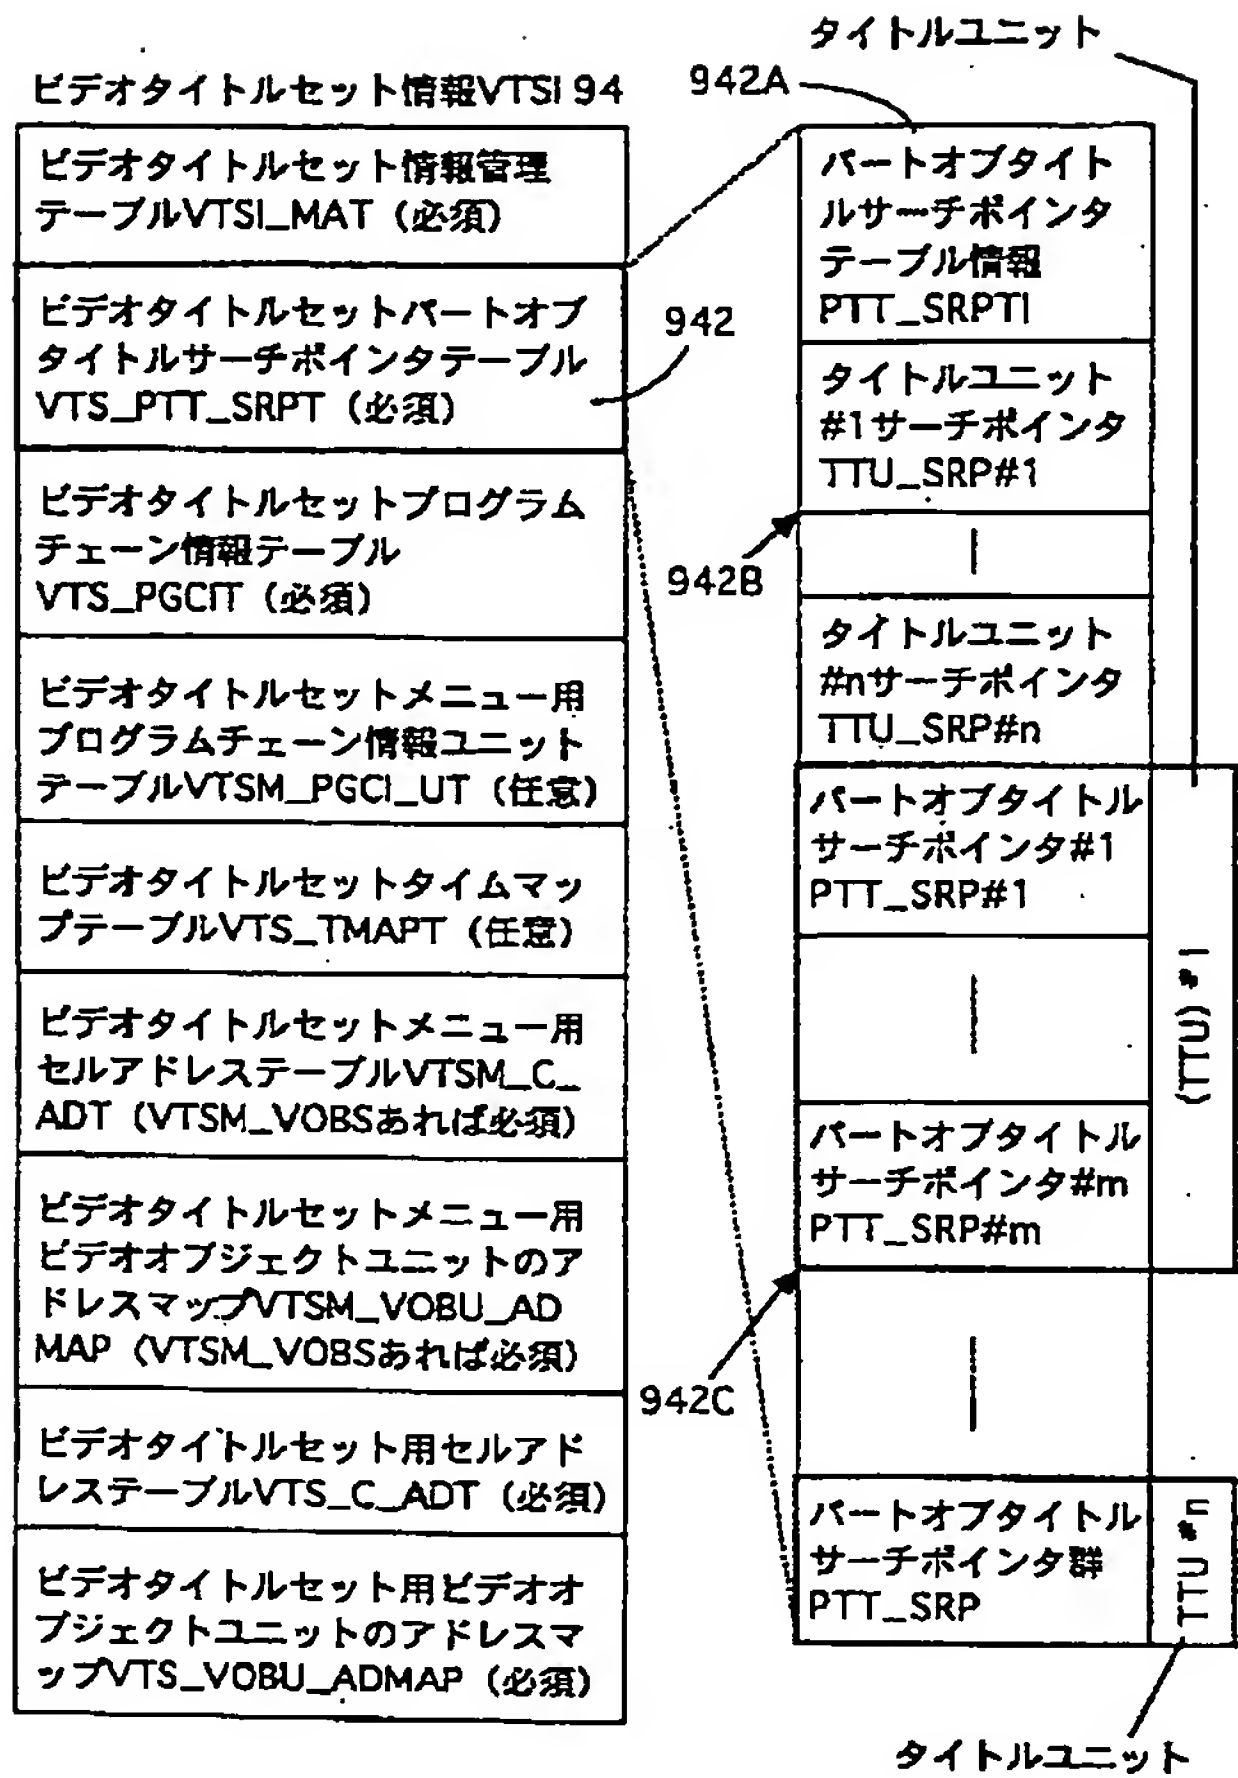 ビデオタイトルセット情報VTSI 94
ビデオタイトルセット情報管理
テーブルVTSI_MAT（必須）
ビデオタイトルセットパートオブ
タイトルサーチポインタテーブル
VTS_PTT_SRPT（必須）
ビデオタイトルセットプログラム
チェーン情報テーブル
VTS_PGCIT（必須）
ビデオタイトルセットメニュー用
プログラムチェーン情報ユニット
テーブルVTSM_PGCI_UT（任意）
ビデオタイトルセットタイムマッ
プテーブルVTS_TMAPT（任意）
ビデオタイトルセットメニュー用
セルアドレステーブルVTSM_C_
ADT（VTSM_VOBSあれば必須）
ビデオタイトルセットメニュー用
ビデオオブジェクトユニットのア
ドレスマップVTSM_VOBU_AD
MAP（VTSM_VOBSあれば必須）
ビデオタイトルセット用セルアド
レステーブルVTS_C_ADT（必須）
ビデオタイトルセット用ビデオオ
ブジェクトユニットのアドレスマ
ップVTS_VOBU_ADMAP（必須）
942
タイトルユニット
942A
パートオブタイト
ルサーチポインタ
テーブル情報
PTT_SRPTI
タイトルユニット
#1サーチポインタ
TTU_SRP#1
942B
タイトルユニット
#nサーチポインタ
TTU_SRP#n
パートオブタイトル
サーチポインタ#1
PTT_SRP#1
(TTU) #1
パートオブタイトル
サーチポインタ#m
PTT_SRP#m
942C
パートオブタイトル
サーチポインタ群
PTT_SRP
TTU #n
タイトルユニット